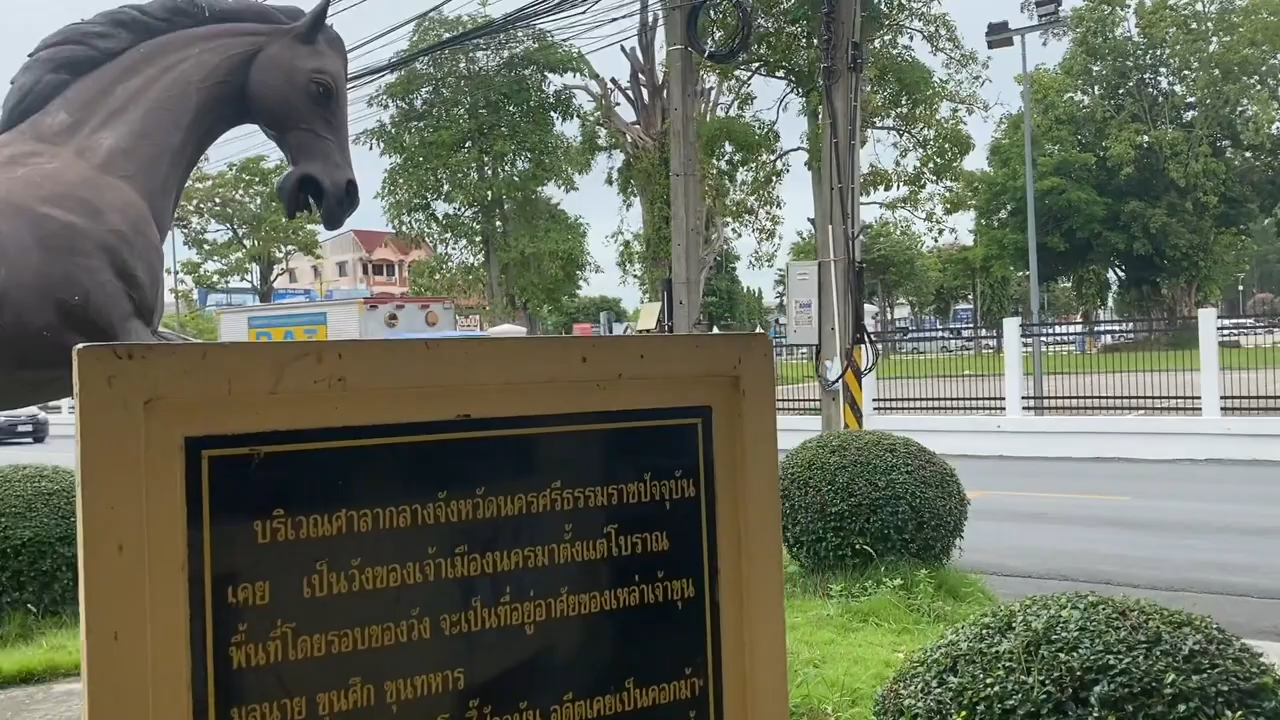 บริเวณศาลากลางจังหวัดนครศรีธรรมราชปัจจุบัน
เคย เป็นวังของเจ้าเมืองนครมาตั้งแต่โบราณ
พื้นที่โดยรอบของวัง จะเป็นที่อยู่อาศัยของเหล่าเจ้าขุน
มูลนาย ขุนศึก ขุนทหาร
อดีตเคยเป็นคอกม้า